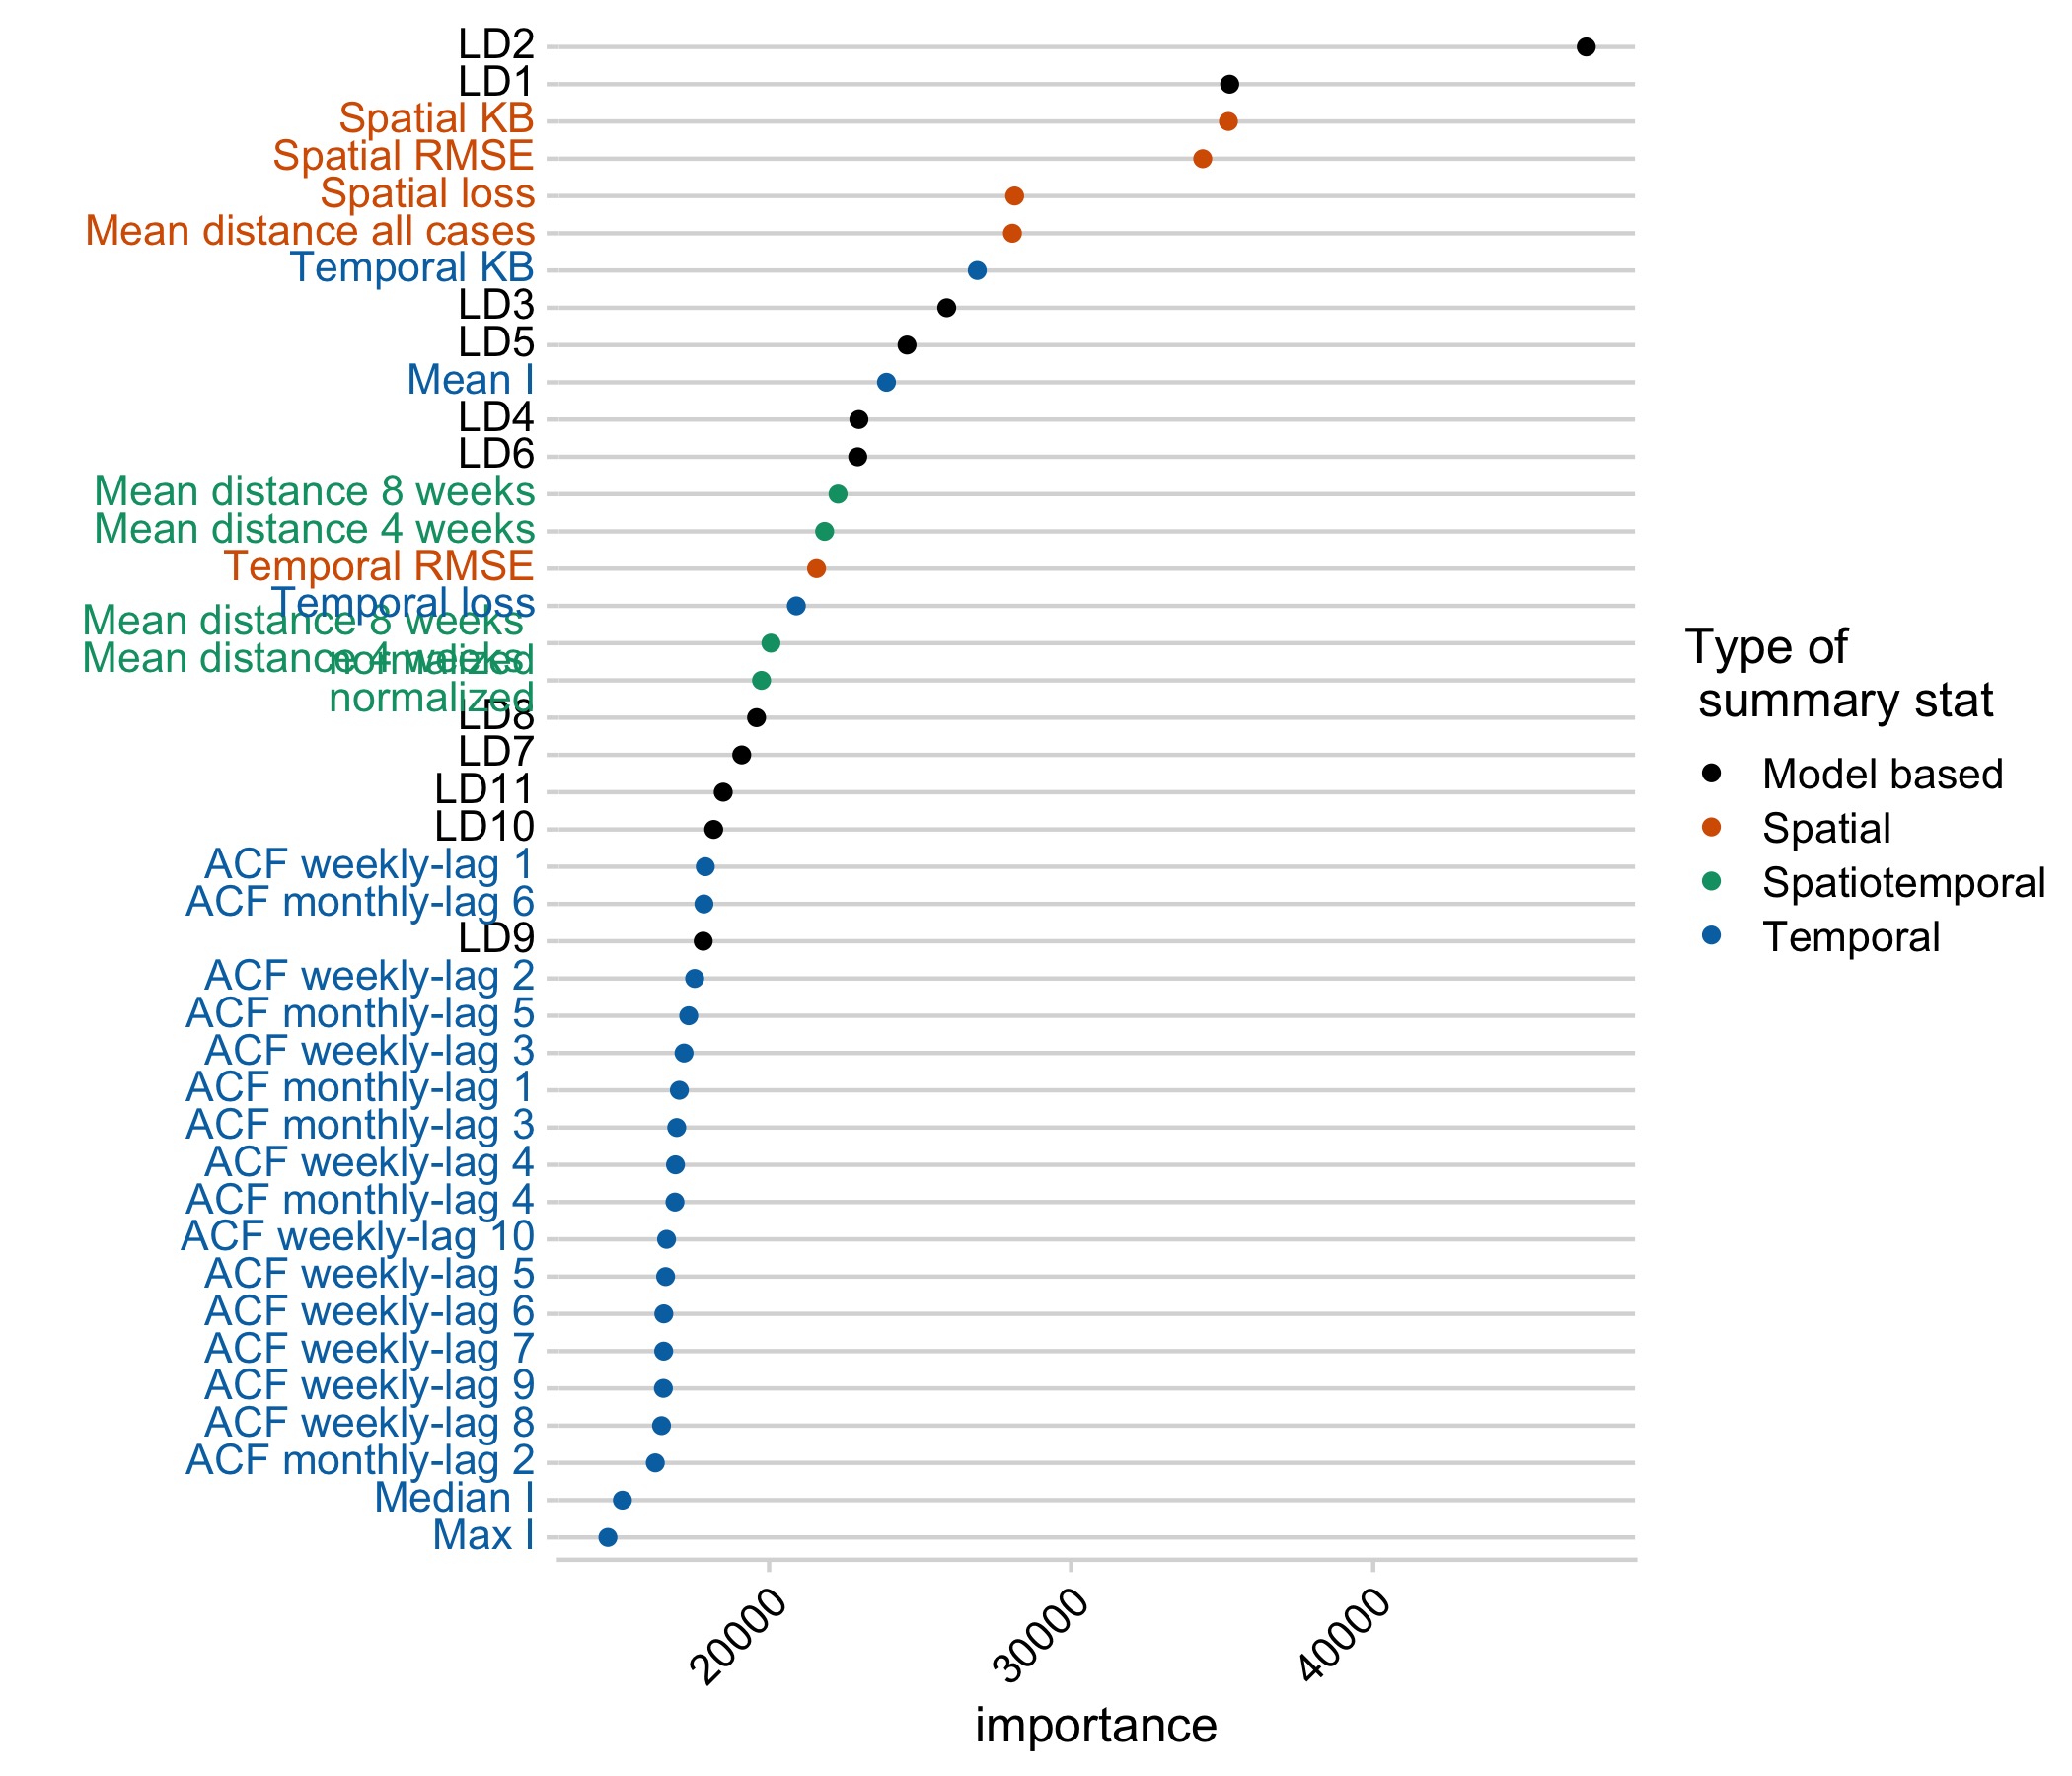 LD2
LD1
Spatial KB
Spatial RMSE
Spatial loss
Mean distance all cases
Temporal KB
LD3
LD5
Mean I
LD4
LD6
Mean distance 8 weeks
Mean distance 4 weeks
Temporal RMSE
Temporal loss
Mean distance 8 weeks
normalized
Mean distance 4 weeks
normalized
LD8
LD7
LD11
LD10
ACF weekly-lag 1
ACF monthly-lag 6
LD9
ACF weekly-lag 2
ACF monthly-lag 5
ACF weekly-lag 3
ACF monthly-lag 1
ACF monthly-lag 3
ACF weekly-lag 4
ACF monthly-lag 4
ACF weekly-lag 10
ACF weekly-lag 5
ACF weekly-lag 6
ACF weekly-lag 7
ACF weekly-lag 9
ACF weekly-lag 8
ACF monthly-lag 2
Median I
Max I
20000
30000
40000
importance
Type of
summary stat
Model based
Spatial
Spatiotemporal
Temporal